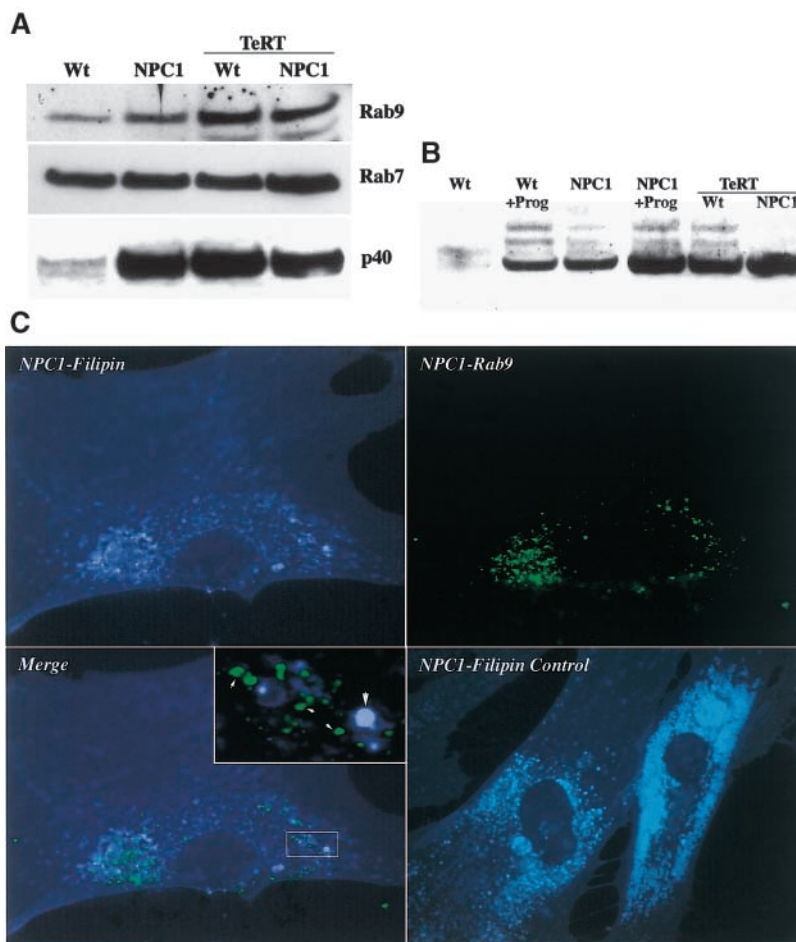 A
TeRT
Wt NPC1 Wt NPC1
Rab9
Rab7
p40
B
Wt Wt +Prog NPC1 NPC1 +Prog TeRT Wt NPC1
C
NPC1-Filipin
NPC1-Rab9
Merge
NPC1-Filipin Control